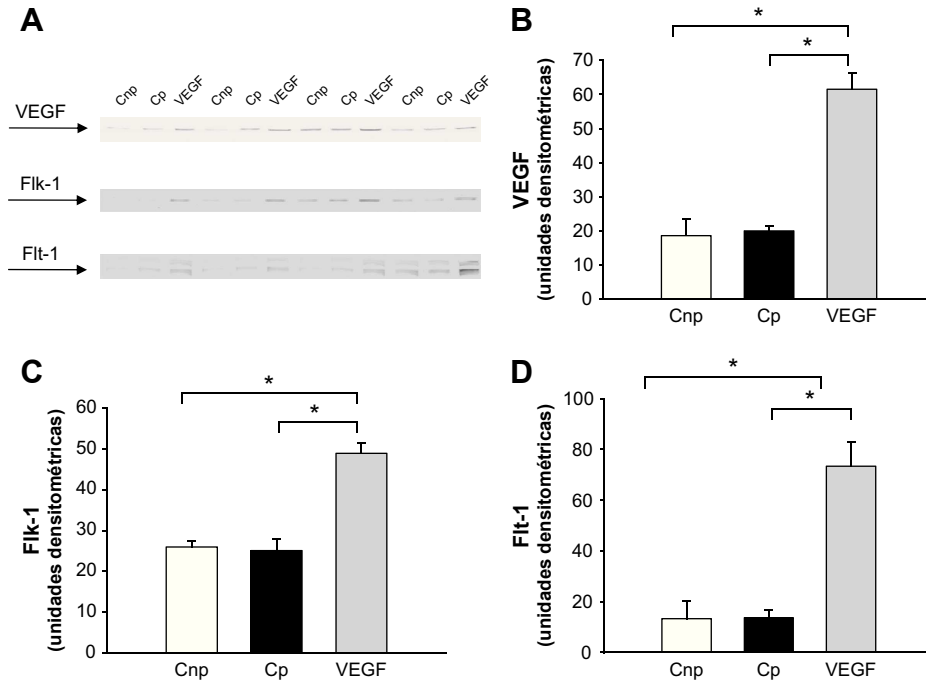 A
Cnp Cp VEGF Cnp Cp VEGF Cnp Cp VEGF Cnp Cp VEGF
VEGF
Flk-1
Flt-1
B
*
*
VEGF
(unidades densitométricas)
70
60
50
40
30
20
10
0
Cnp Cp VEGF
C
*
*
Flk-1
(unidades densitométricas)
60
50
40
30
20
10
0
Cnp Cp VEGF
D
*
*
Flt-1
(unidades densitométricas)
100
80
60
40
20
0
Cnp Cp VEGF